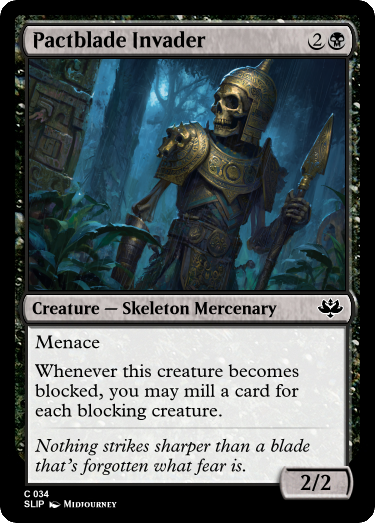 Pactblade Invader 2
Creature — Skeleton Mercenary
Menace
Whenever this creature becomes
blocked, you may mill a card for
each blocking creature.
Nothing strikes sharper than a blade
that's forgotten what fear is.
2/2
C 034
SLIP Midjourney